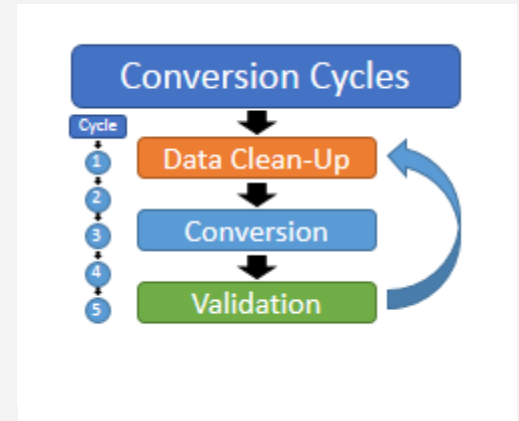 Conversion Cycles
Cycle
Data Clean-Up
1
2
Conversion
3
4
Validation
5